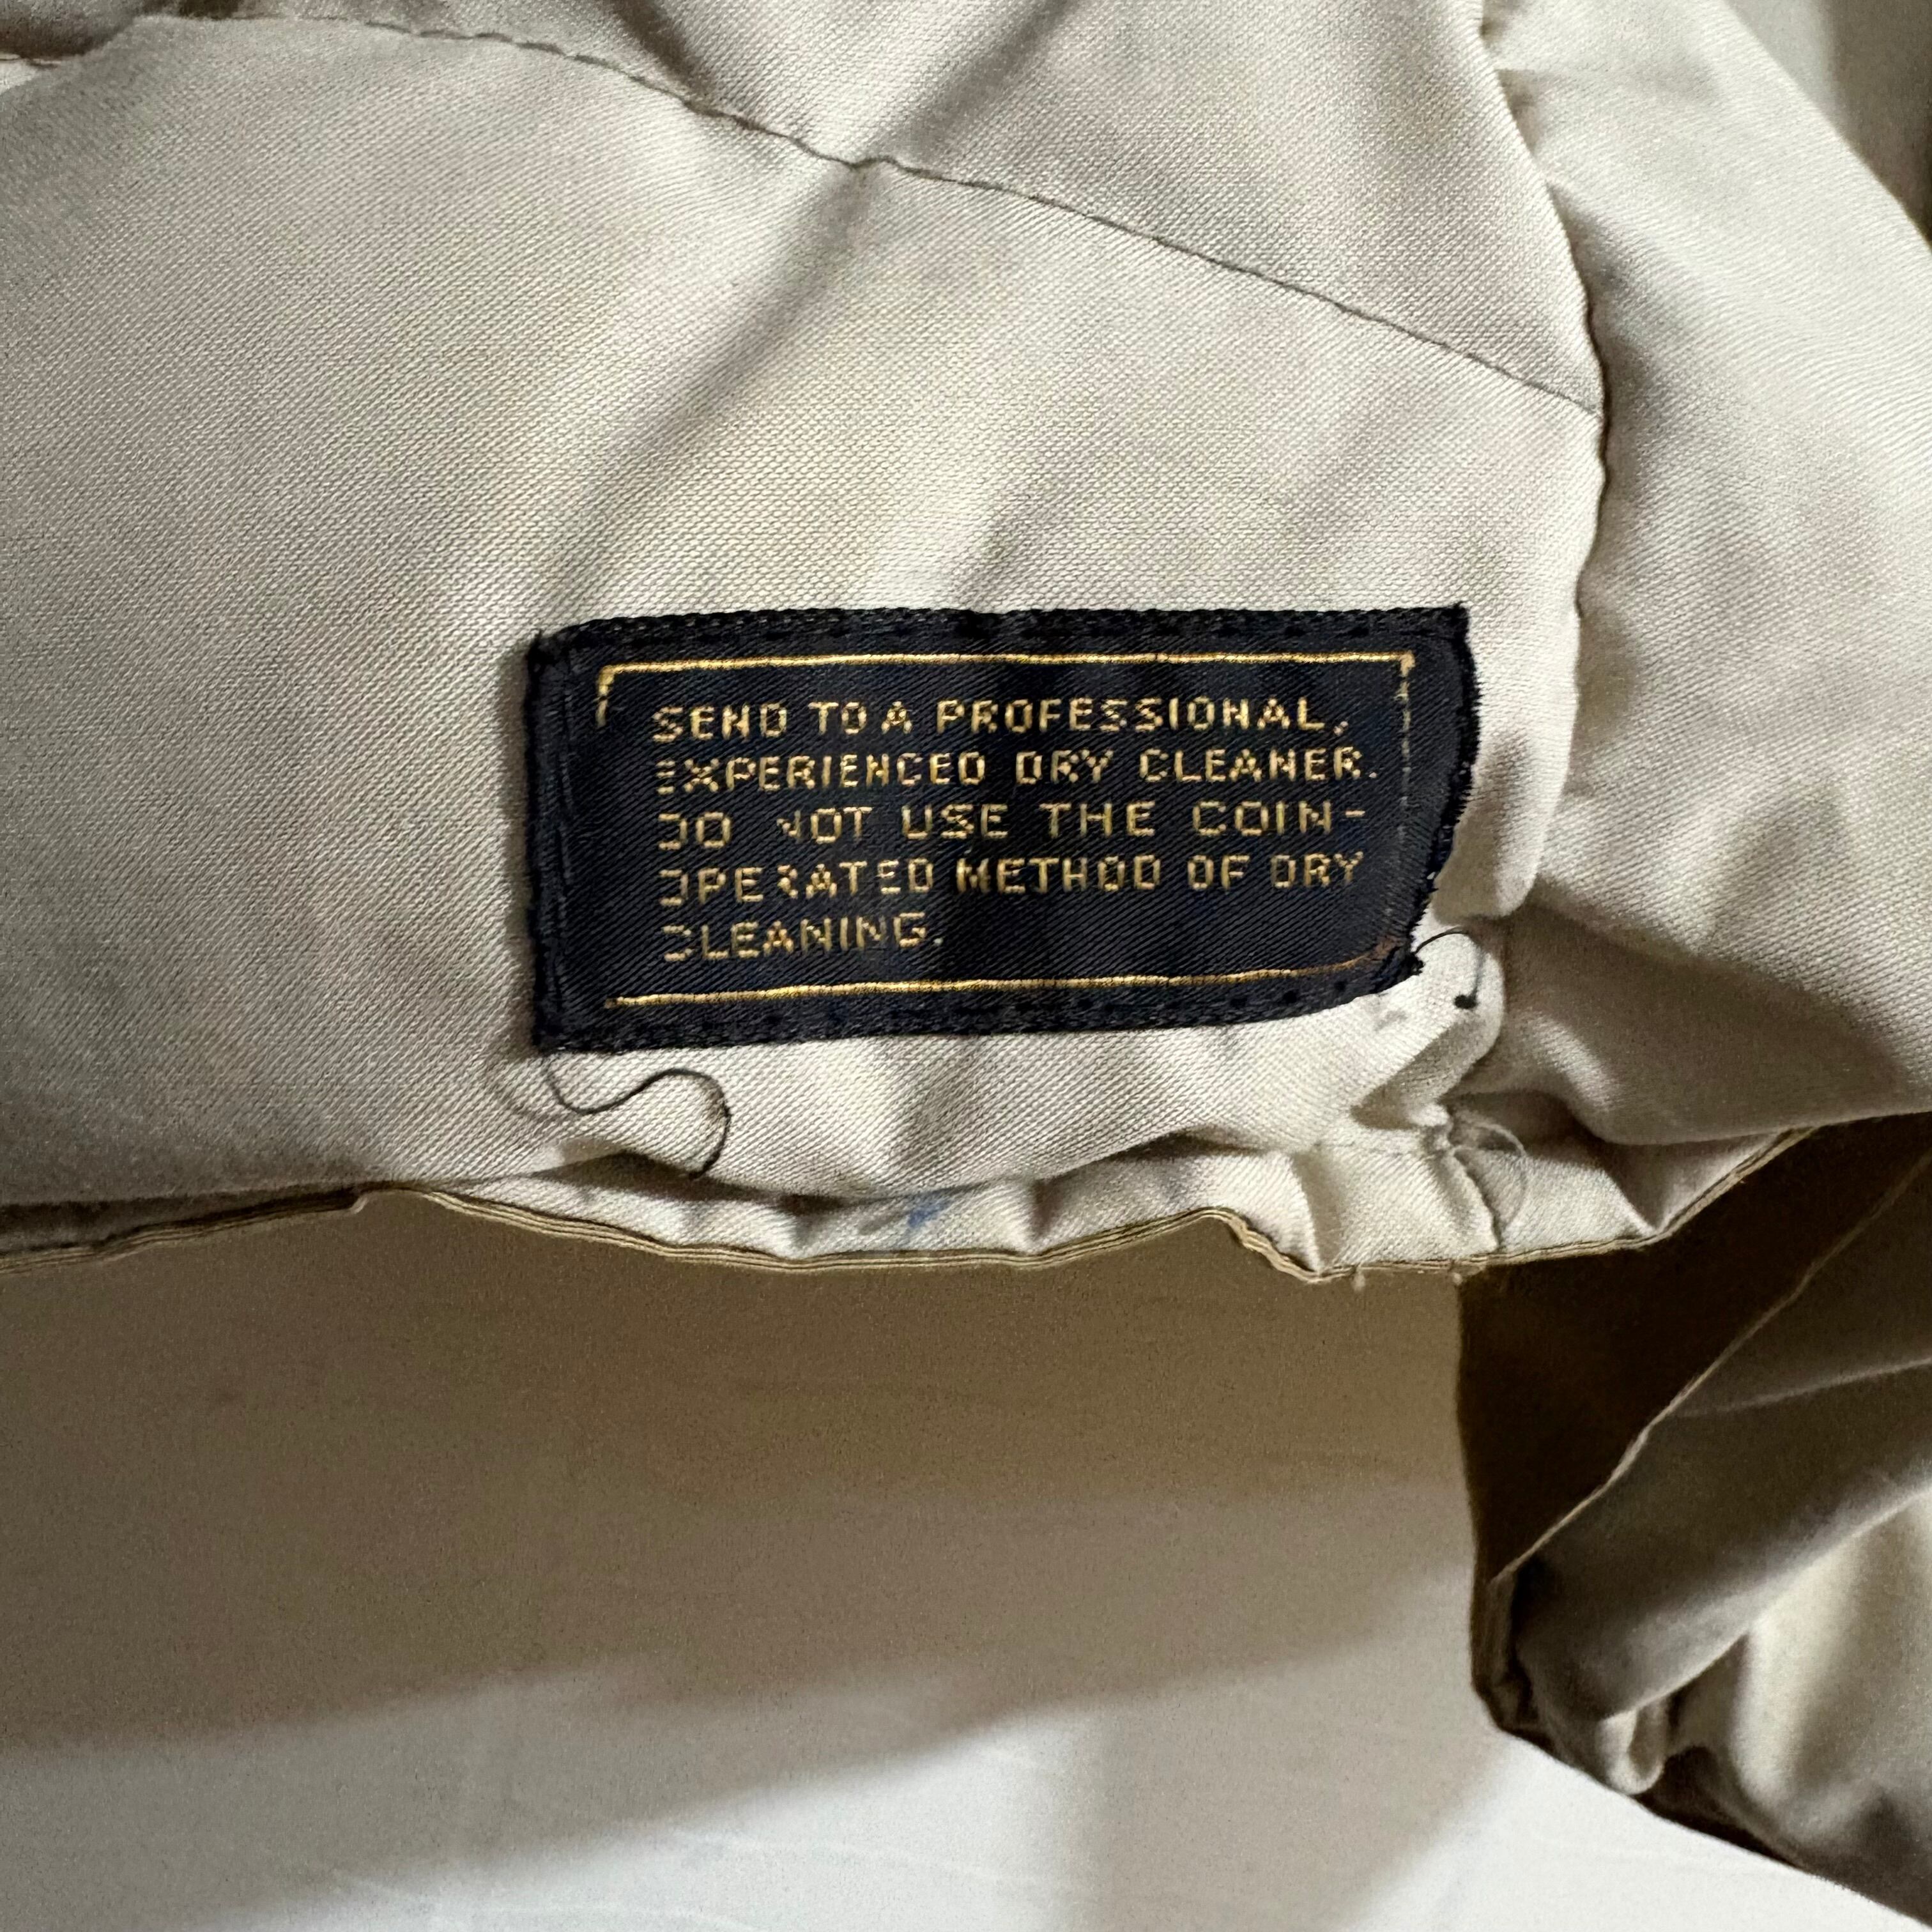 SEND TO A PROFESSIONAL,
EXPERIENCED DRY CLEANER.
DO NOT USE THE COIN-
OPERATED METHOD OF DRY
CLEANING.